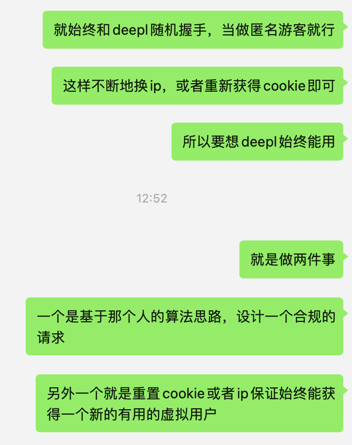 就始终和deepl随机握手，当做匿名游客就行
这样不断地换ip，或者重新获得cookie即可
所以要想deepl始终能用
12:52
就是做两件事
一个是基于那个人的算法思路，设计一个合规的
请求
另外一个就是重置cookie或者ip保证始终能获
得一个新的有用的虚拟用户